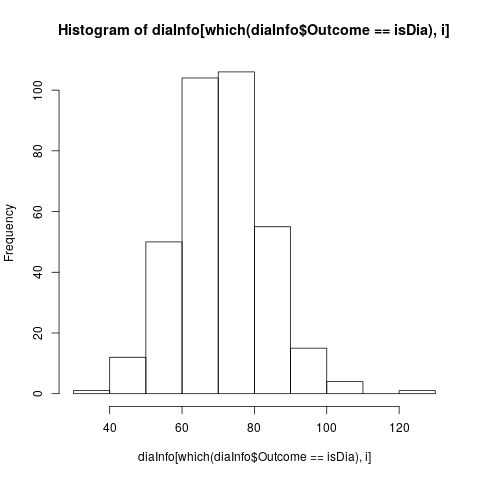 Histogram of diaInfo[which(diaInfo$Outcome == isDia), i]
Frequency
100
80
60
40
20
0
40 60 80 100 120
diaInfo[which(diaInfo$Outcome == isDia), i]